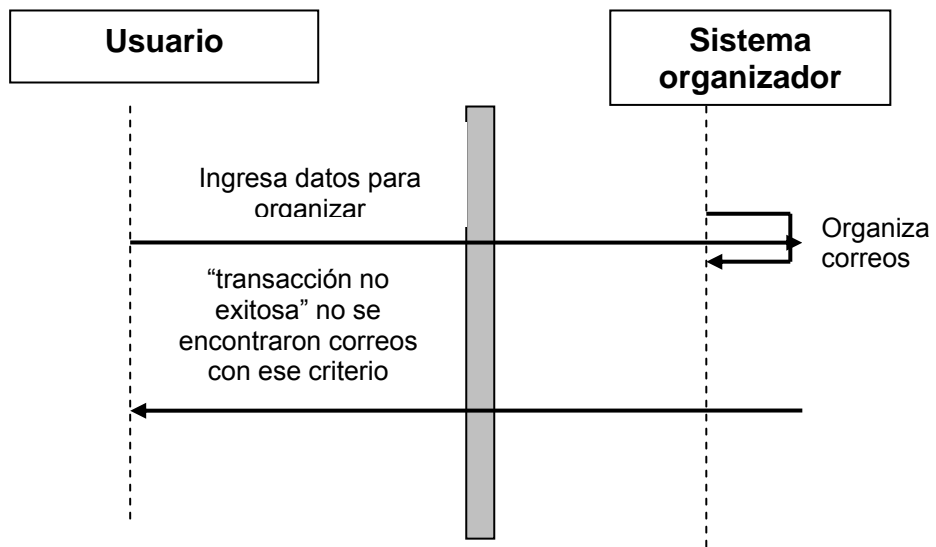 Usuario
Sistema
organizador
Ingresa datos para
organizar
Organiza
correos
“transacción no
exitosa” no se
encontraron correos
con ese criterio